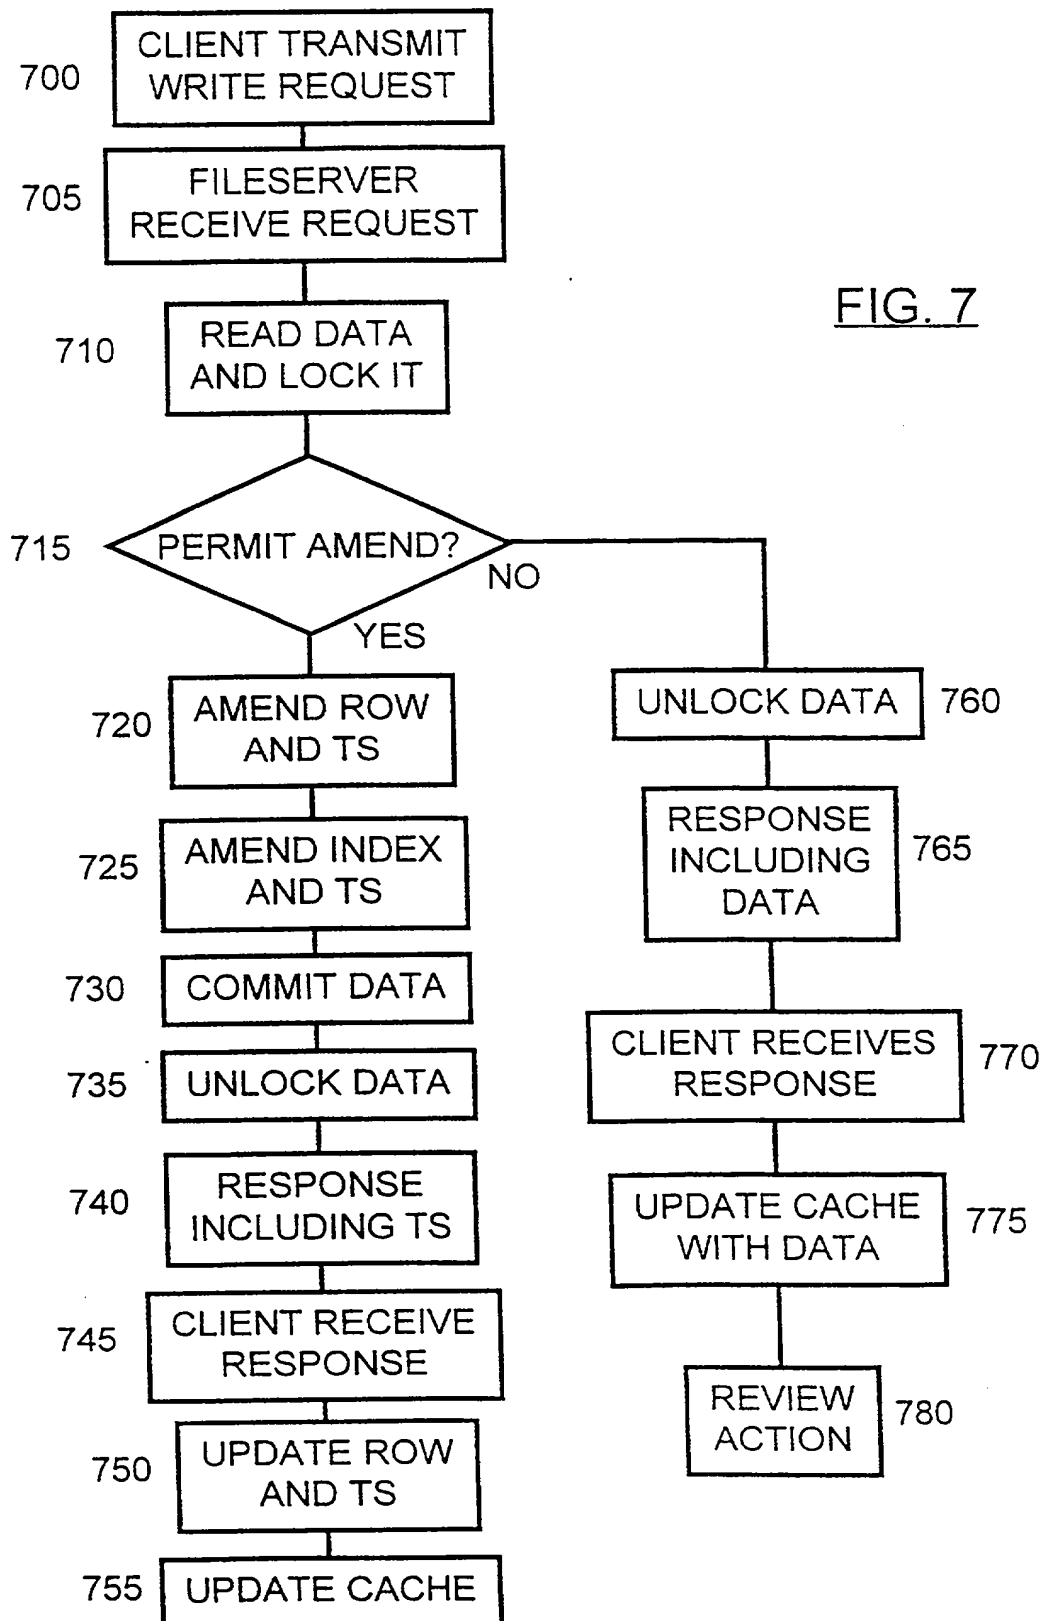 700
CLIENT TRANSMIT
WRITE REQUEST
705
FILESERVER
RECEIVE REQUEST
FIG. 7
710
READ DATA
AND LOCK IT
715
PERMIT AMEND?
NO
YES
720
AMEND ROW
AND TS
725
AMEND INDEX
AND TS
730
COMMIT DATA
735
UNLOCK DATA
740
RESPONSE
INCLUDING TS
745
CLIENT RECEIVE
RESPONSE
750
UPDATE ROW
AND TS
755
UPDATE CACHE
UNLOCK DATA
760
RESPONSE
INCLUDING
DATA
765
CLIENT RECEIVES
RESPONSE
770
UPDATE CACHE
WITH DATA
775
REVIEW
ACTION
780